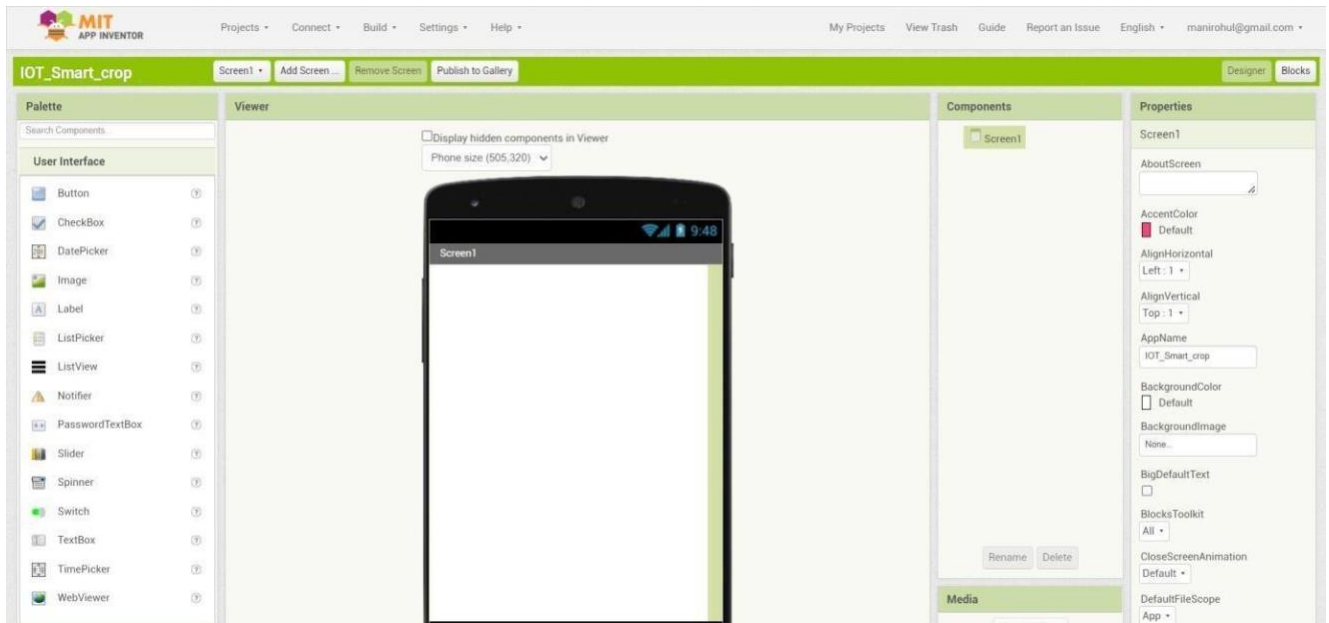 MIT
APP INVENTOR
Projects Connect Build Settings Help
My Projects View Trash Guide Report an Issue English manirohul@gmail.com
IOT_Smart_crop
Screen1 Add Screen ... Remove Screen Publish to Gallery
Designer Blocks
Palette
Search Components...
User Interface
Button
CheckBox
DatePicker
Image
Label
ListPicker
ListView
Notifier
PasswordTextBox
Slider
Spinner
Switch
TextBox
TimePicker
WebViewer
Viewer
Display hidden components in Viewer
Phone size (505,320)
9:48
Screen1
Components
Screen1
Rename Delete
Media
Properties
Screen1
AboutScreen
AccentColor
Default
AlignHorizontal
Left : 1
AlignVertical
Top : 1
AppName
IOT_Smart_crop
BackgroundColor
Default
BackgroundImage
None...
BigDefaultText
BlocksToolkit
All
CloseScreenAnimation
Default
DefaultFileScope
App